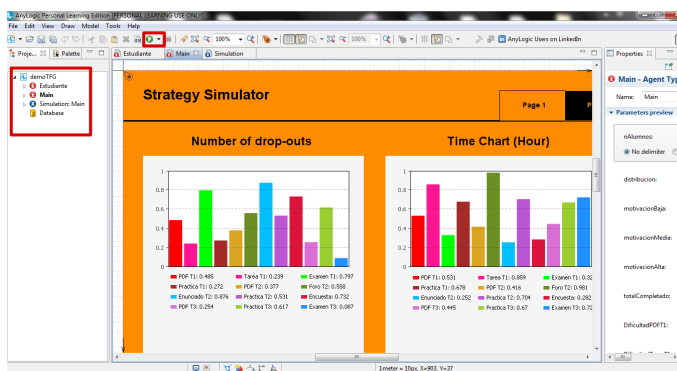 AnyLogic Personal Learning Edition [PERSONAL LEARNING USE ONLY]
File Edit View Draw Model Tools Help
100%
100%
AnyLogic Users on LinkedIn
Proje... Palette
Estudiante Main Simulation
Properties
demoTFG
Estudiante
Main
Simulation: Main
Database
Main - Agent Typ
Name: Main
Parameters preview
nAlumnos:
No delimiter
distribucion:
motivacionBaja:
motivacionMedia:
motivacionAlta:
totalCompletado:
DificultadPDFT1:
Strategy Simulator
Page 1
P
Number of drop-outs
1
0.8
0.6
0.4
0.2
0
PDF T1: 0.485 Tarea T1: 0.239 Examen T1: 0.797
Practica T1: 0.272 PDF T2: 0.377 Foro T2: 0.558
Enunciado T2: 0.876 Practica T2: 0.531 Encuesta: 0.732
PDF T3: 0.254 Practica T3: 0.617 Examen T3: 0.087
Time Chart (Hour)
1
0.8
0.6
0.4
0.2
0
PDF T1: 0.531 Tarea T1: 0.859 Examen T1: 0.32
Practica T1: 0.678 PDF T2: 0.416 Foro T2: 0.981
Enunciado T2: 0.252 Practica T2: 0.704 Encuesta: 0.282
PDF T3: 0.445 Practica T3: 0.67 Examen T3: 0.72
1meter = 10px, X=903, Y=37